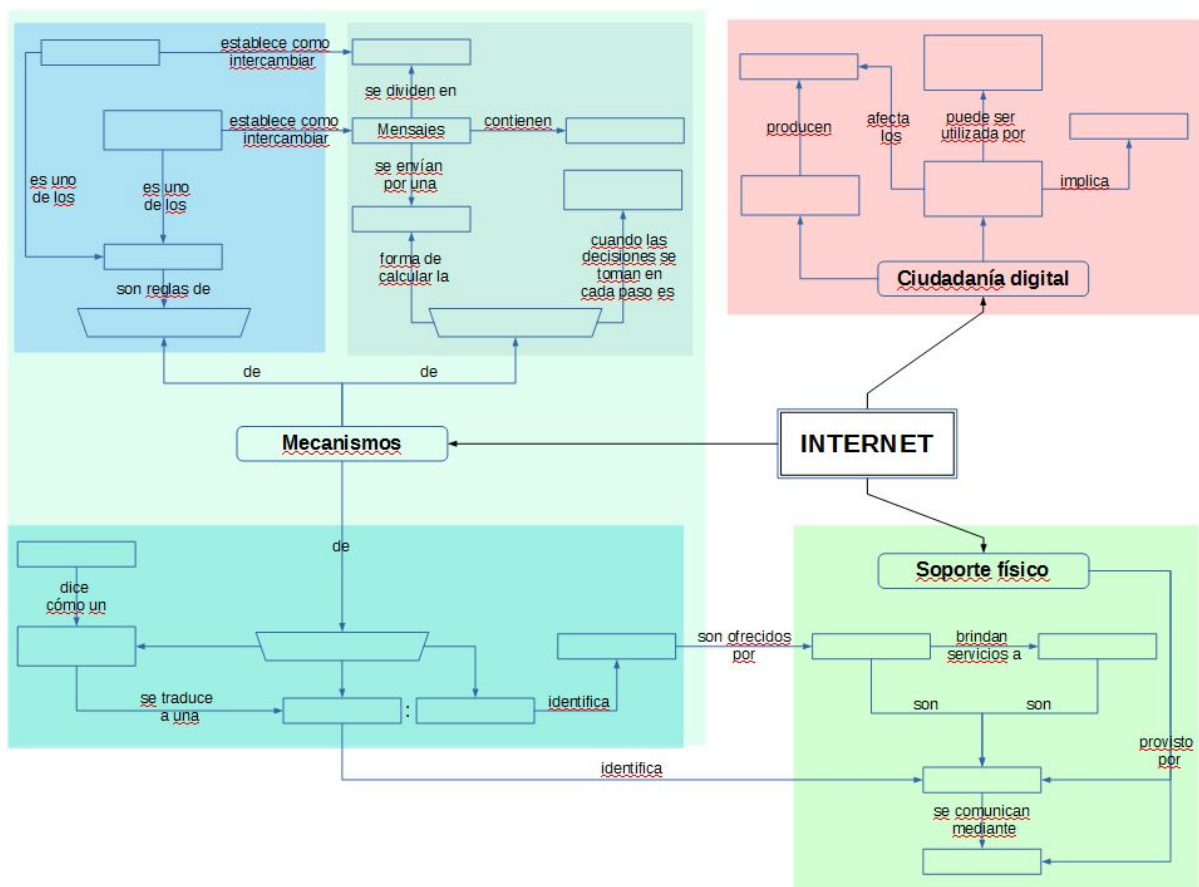 establece como
intercambiar
se dividen en
establece como
intercambiar
Mensajes
contienen
se envían
por una
es uno
de los
es uno
de los
forma de
calcular la
cuando las
decisiones se
toman en
cada paso es
son reglas de
de
de
producen
afecta
los
puede ser
utilizada por
implica
Ciudadanía digital
Mecanismos
INTERNET
de
dice
cómo un
se traduce
a una
:
identifica
son ofrecidos
por
Soporte físico
brindan
servicios a
son
son
provisto
por
identifica
se comunican
mediante